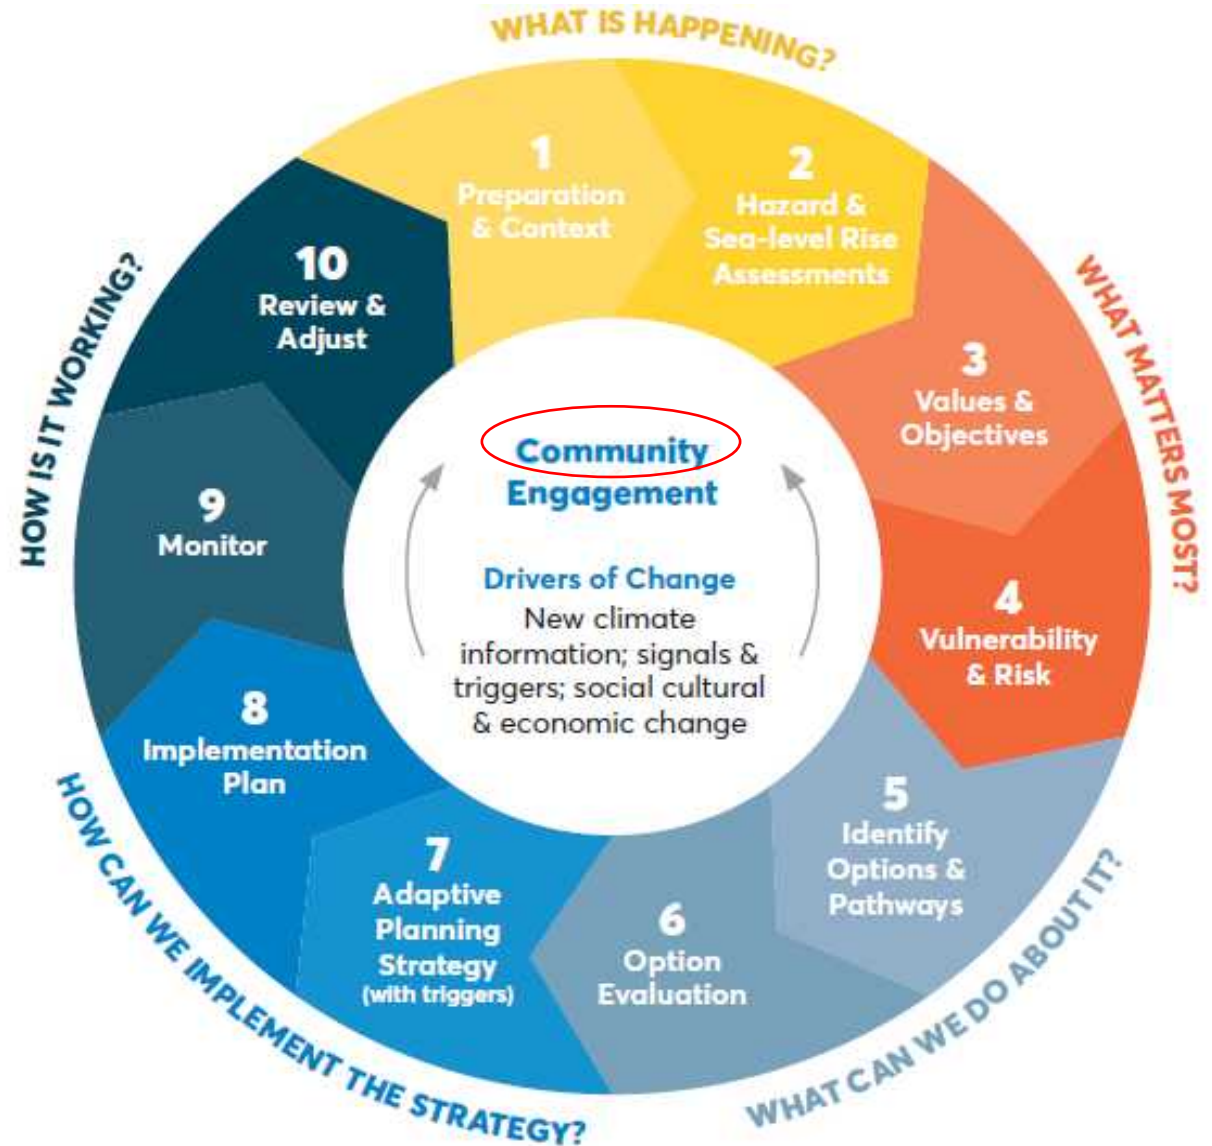 WHAT IS HAPPENING?
1
Preparation
& Context
2
Hazard &
Sea-level Rise
Assessments
WHAT MATTERS MOST?
3
Values &
Objectives
4
Vulnerability
& Risk
WHAT CAN WE DO ABOUT IT?
5
Identify
Options &
Pathways
6
Option
Evaluation
HOW CAN WE IMPLEMENT THE STRATEGY?
7
Adaptive
Planning
Strategy
(with triggers)
8
Implementation
Plan
HOW IS IT WORKING?
9
Monitor
10
Review &
Adjust
Community
Engagement
Drivers of Change
New climate
information; signals &
triggers; social cultural
& economic change